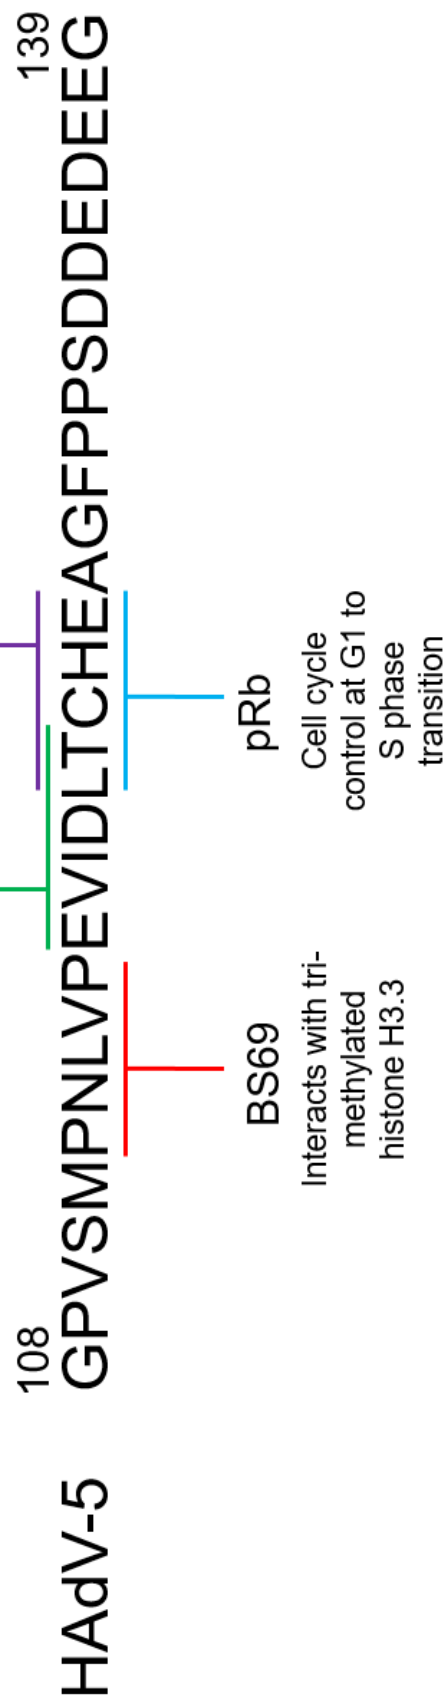 108 139
HAdV-5 GPVSMPNLVPEVIDLTCHEAGFPPSDDEDEEG
BS69
Interacts with tri-
methylated
histone H3.3
pRb
Cell cycle
control at G1 to
S phase
transition